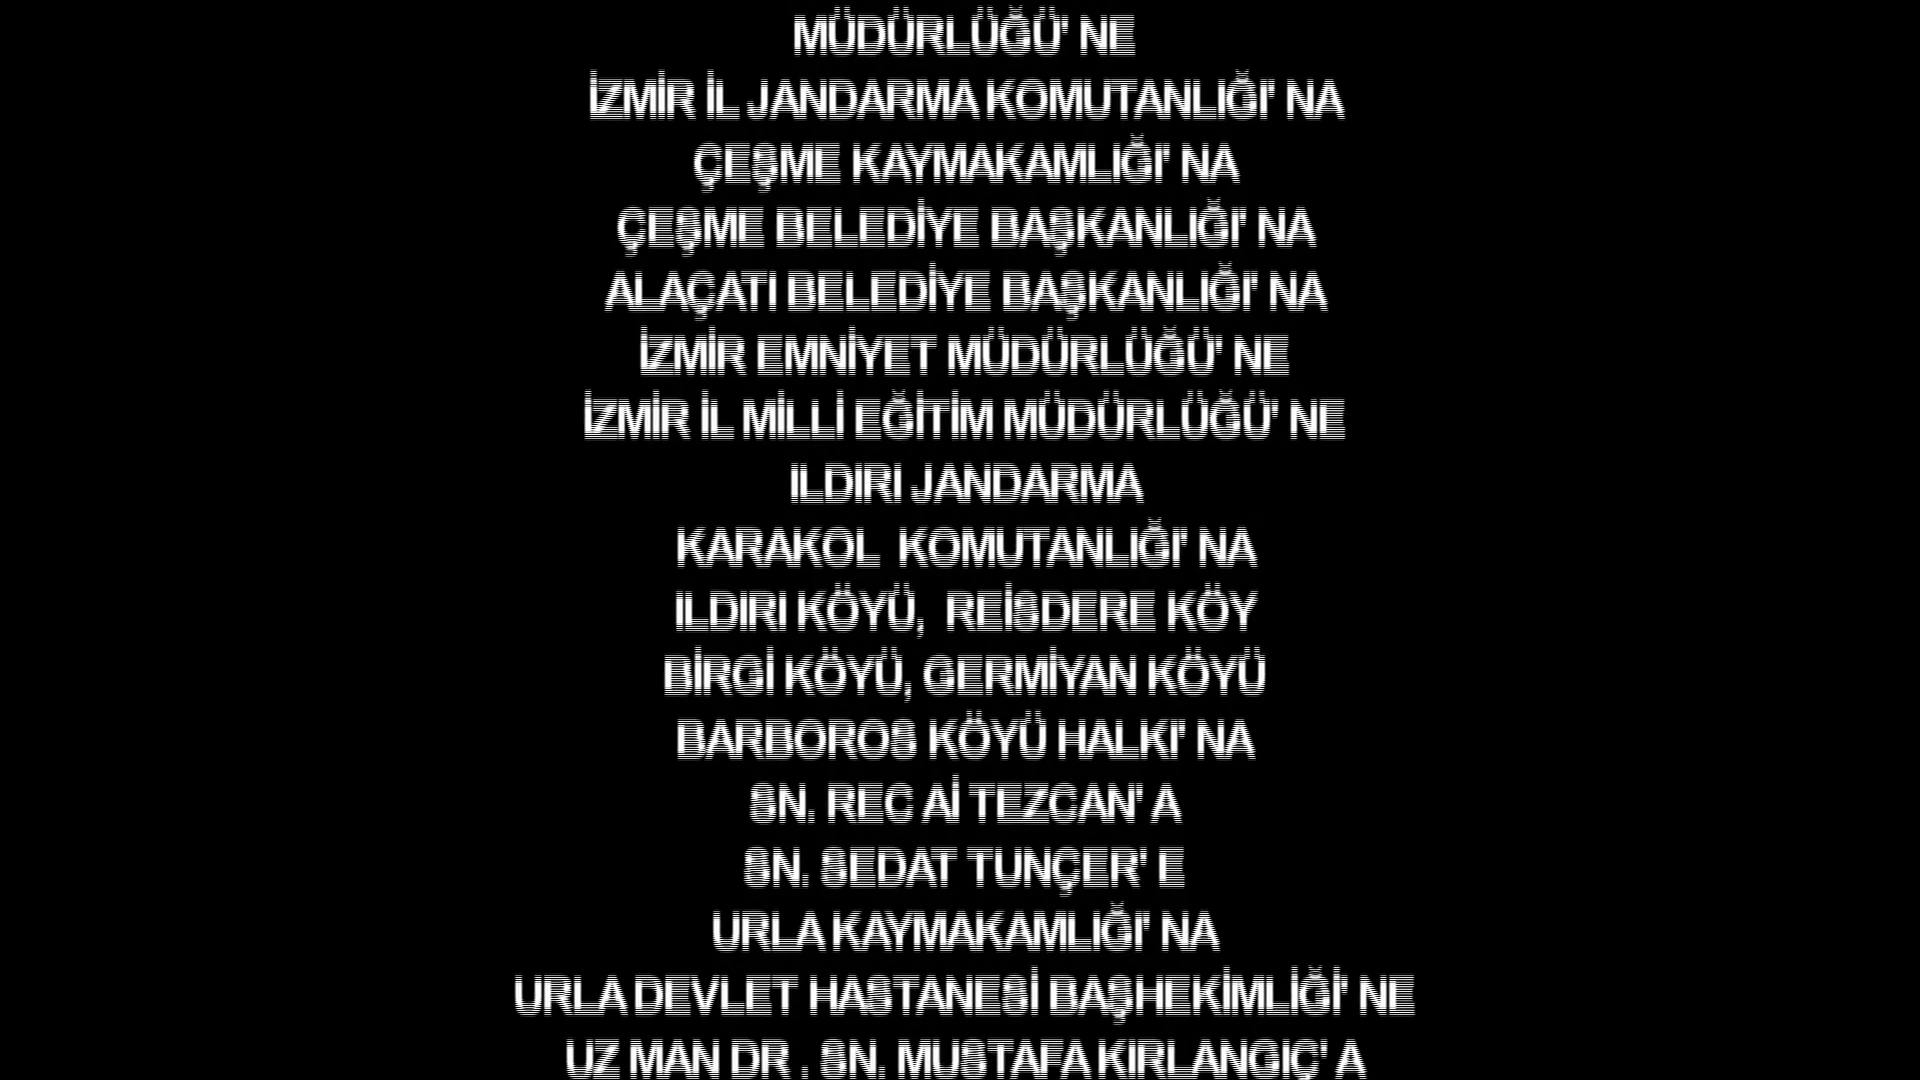 MÜDÜRLÜĞÜ' NE
İZMİR İL JANDARMA KOMUTANLIĞI' NA
ÇEŞME KAYMAKAMLIĞI' NA
ÇEŞME BELEDİYE BAŞKANLIĞI' NA
ALAÇATI BELEDİYE BAŞKANLIĞI' NA
İZMİR EMNİYET MÜDÜRLÜĞÜ' NE
İZMİR İL MİLLİ EĞİTİM MÜDÜRLÜĞÜ' NE
ILDIRI JANDARMA
KARAKOL  KOMUTANLIĞI' NA
ILDIRI KÖYÜ,  REİSDERE KÖY
BİRGİ KÖYÜ, GERMİYAN KÖYÜ
BARBOROS KÖYÜ HALKI' NA
SN. REC Aİ TEZCAN' A
SN. SEDAT TUNÇER' E
URLA KAYMAKAMLIĞI' NA
URLA DEVLET HASTANESİ BAŞHEKİMLİĞİ' NE
UZ MAN DR . SN. MUSTAFA KIRLANGIÇ' A